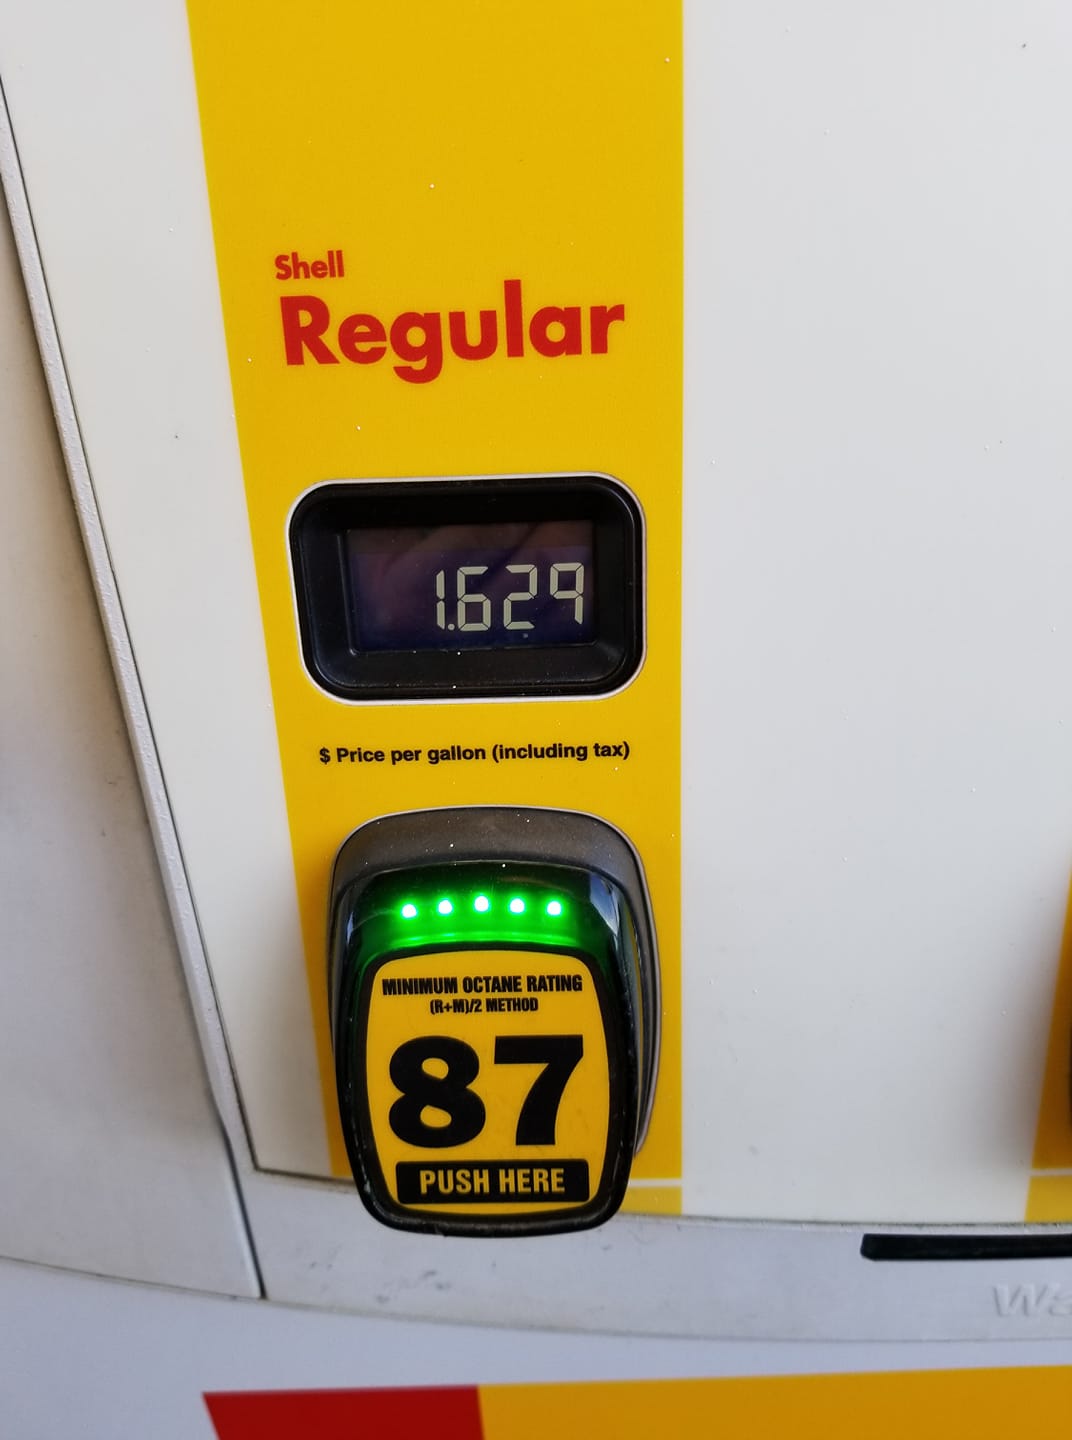 Shell
Regular
1.629
$ Price per gallon (including tax)
MINIMUM OCTANE RATING
(R+M)/2 METHOD
87
PUSH HERE